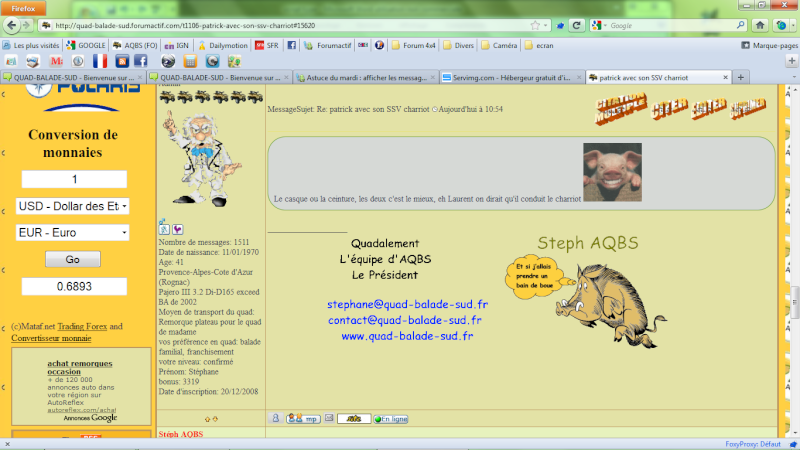 Firefox
http://quad-balade-sud.forumactif.com/t1106-patrick-avec-son-ssv-charriot#15620
Google
Les plus visités GOOGLE AQBS (FO) IGN Dailymotion SFR Forumactif Forum 4x4 Divers Caméra ecran
Marque-pages
QUAD-BALADE-SUD - Bienvenue sur ... QUAD-BALADE-SUD - Bienvenue sur ... Astuce du mardi : afficher les messag... Servimg.com - Hébergeur gratuit d'i... patrick avec son SSV charriot
POLARIS
Conversion de
monnaies
1
USD - Dollar des Et
EUR - Euro
Go
0.6893
(c)Mataf.net Trading Forex and
Convertisseur monnaie
achat remorques
occasion
+ de 120 000
annonces auto dans
votre région sur
AutoReflex
autoreflex.com/achat
Annonces Google
Nombre de messages: 1511
Date de naissance: 11/01/1970
Age: 41
Provence-Alpes-Cote d'Azur
(Rognac)
Pajero III 3.2 Di-D165 exceed
BA de 2002
Moyen de transport du quad:
Remorque plateau pour le quad
de madame
vos préférence en quad: balade
familial, franchissement
votre niveau: confirmé
Prénom: Stéphane
bonus: 3319
Date d'inscription: 20/12/2008
Stéph AQBS
MessageSujet: Re: patrick avec son SSV charriot Aujourd'hui à 10:54
CITATION
MULTIPLE
CITER
EDITER
Le casque ou la ceinture, les deux c'est le mieux, eh Laurent on dirait qu'il conduit le charriot
Quadalement
L'équipe d'AQBS
Le Président
stephane@quad-balade-sud.fr
contact@quad-balade-sud.fr
www.quad-balade-sud.fr
Steph AQBS
Et si j'allais
prendre un
bain de boue
mp
En ligne
FoxyProxy: Défaut